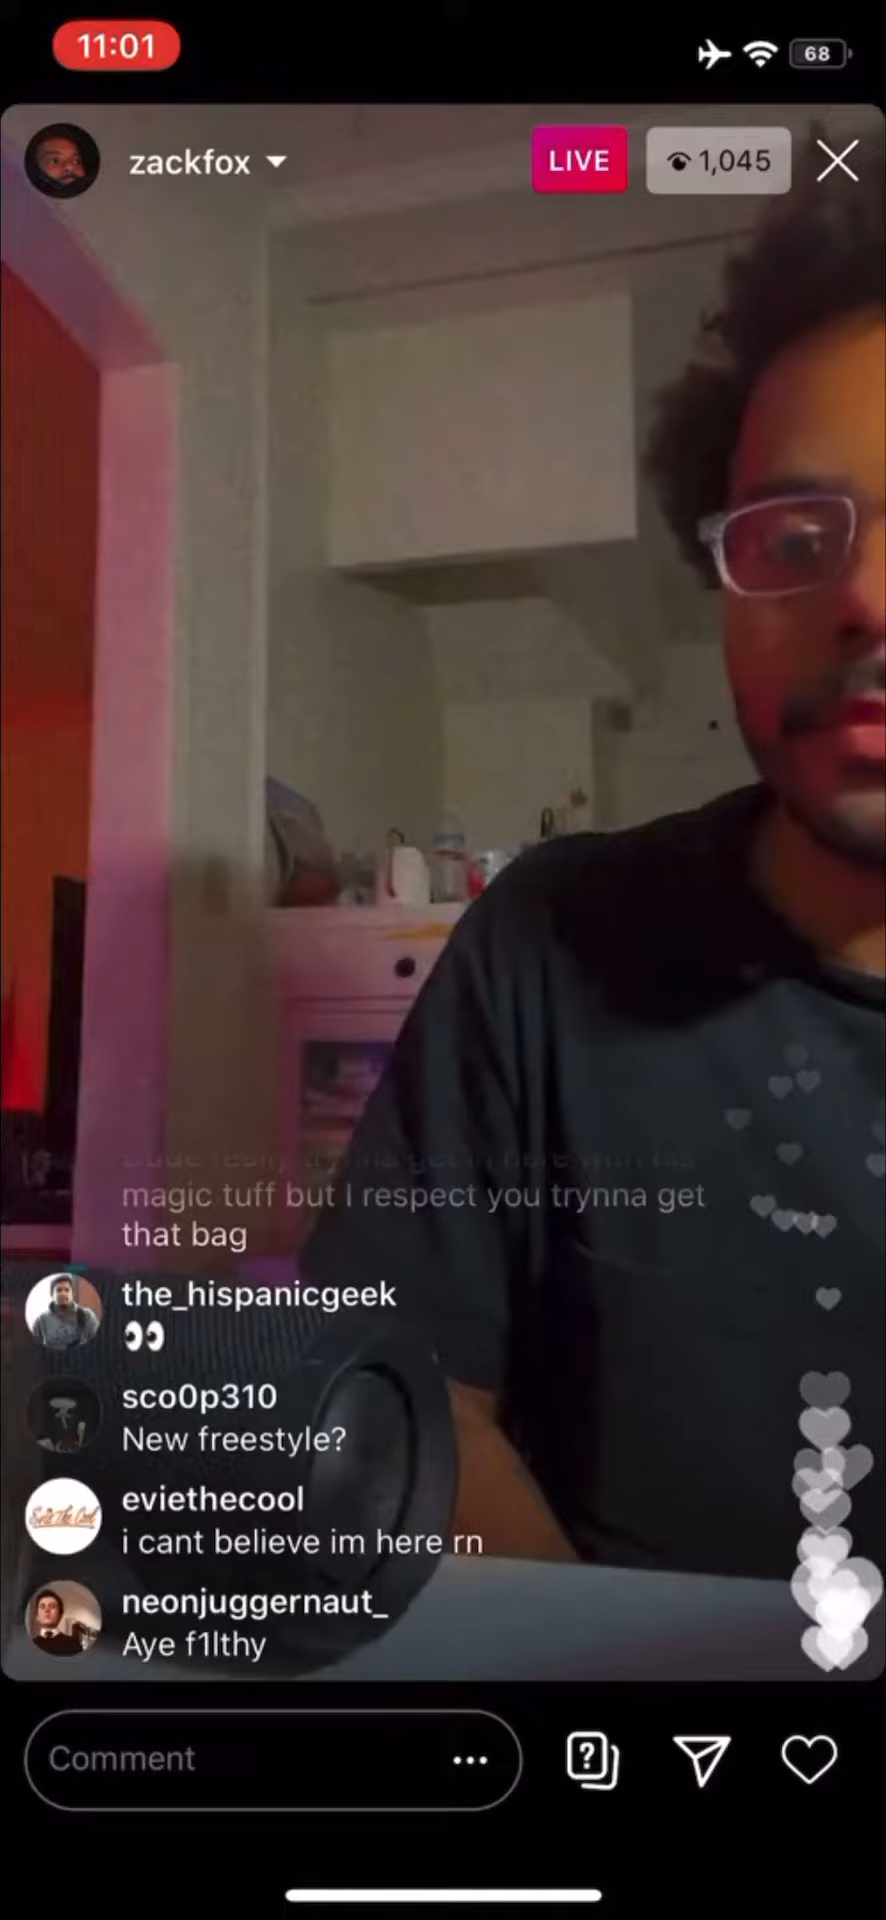 11:01
68
zackfox
LIVE
1,045
magic tuff but I respect you trynna get
that bag
the_hispanicgeek
👀
sco0p310
New freestyle?
eviethecool
i cant believe im here rn
neonjuggernaut_
Aye f1lthy
Comment